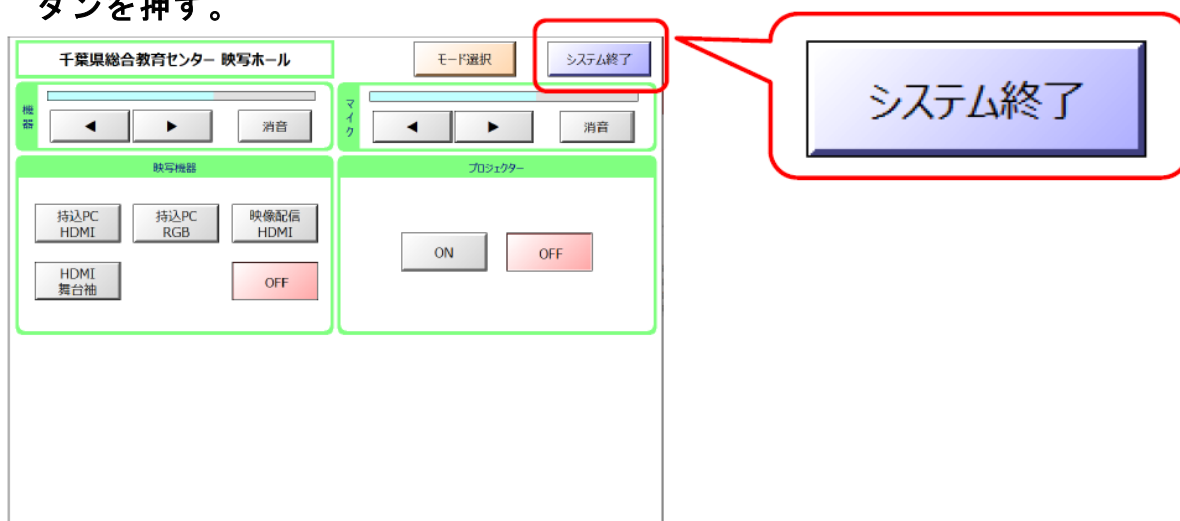 タンを押す。
千葉県総合教育センター 映写ホール
モード選択
システム終了
システム終了
機器
◀
▶
消音
マイク
◀
▶
消音
映写機器
持込PC
HDMI
持込PC
RGB
映像配信
HDMI
HDMI
舞台袖
OFF
プロジェクター
ON
OFF